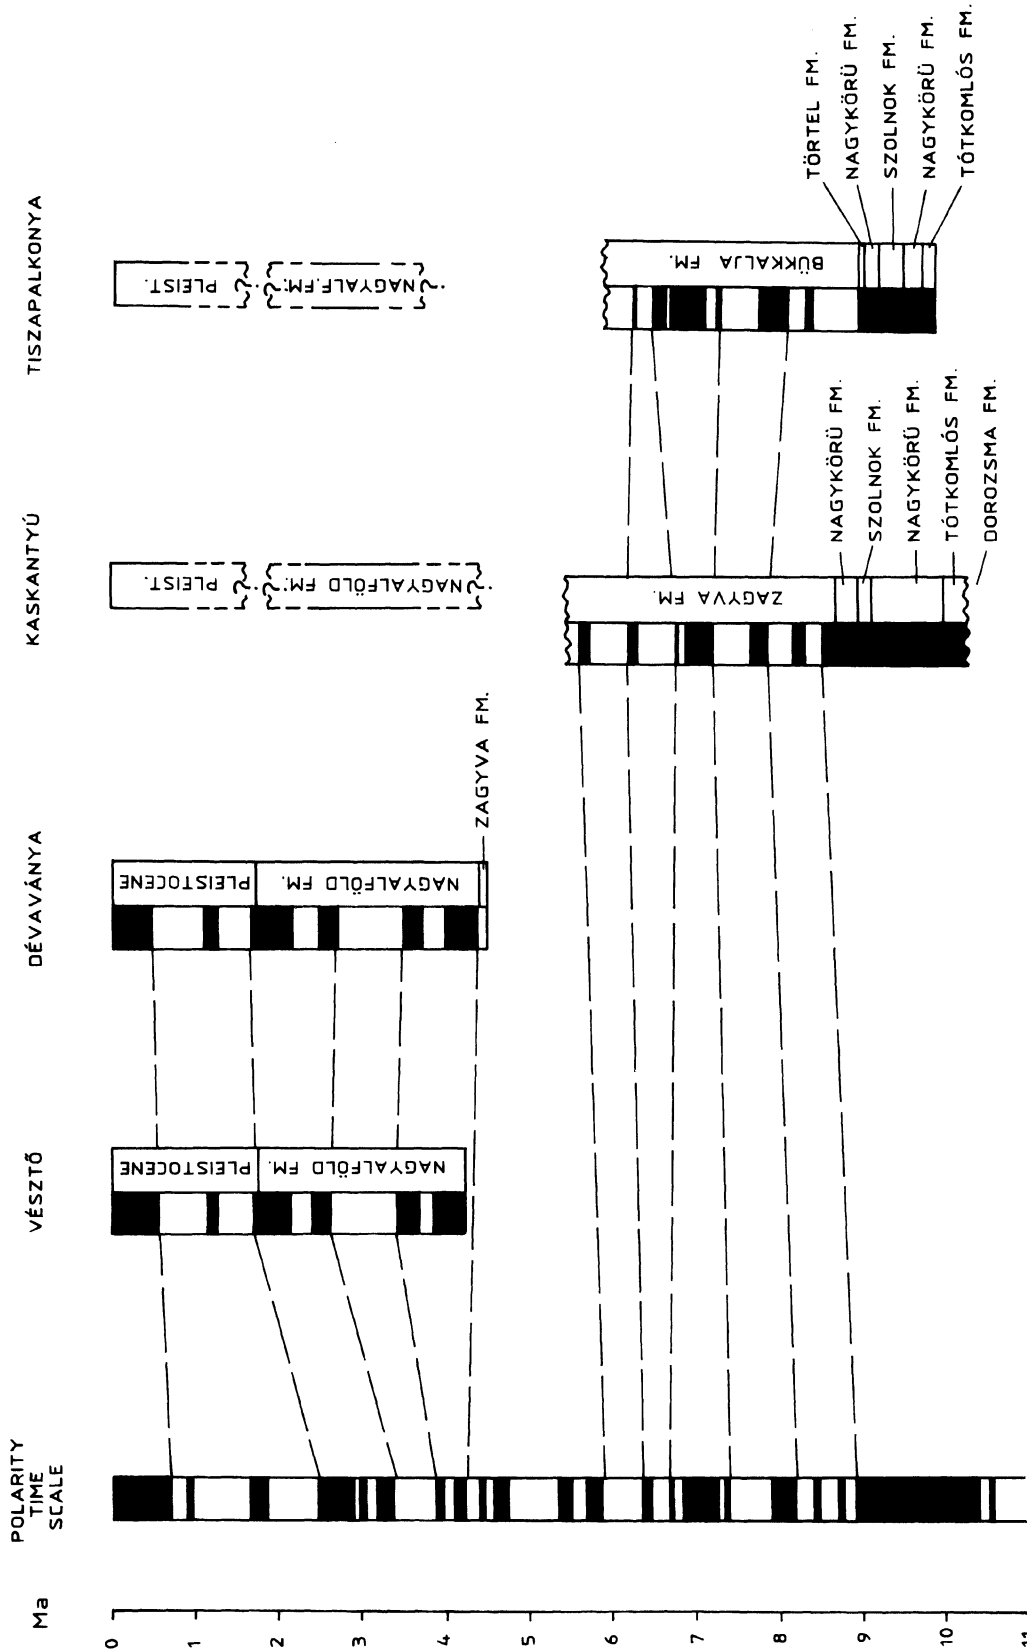 Ma
0
1
2
3
4
5
6
7
8
9
10
11
POLARITY
TIME
SCALE
VÉSZTŐ
PLEISTOCENE
NAGYALFÖLD FM.
DÉVAVÁNYA
PLEISTOCENE
NAGYALFÖLD FM.
ZAGYVA FM.
KASKANTYÚ
PLEIST.
NAGYALFÖLD FM.
ZAGYVA FM.
NAGYKÖRÜ FM.
SZOLNOK FM.
NAGYKÖRÜ FM.
TÓTKOMLÓS FM.
DOROZSMA FM.
TISZAPALKONYA
PLEIST.
NAGYALF.FM.
BÜKKALJA FM.
TÖRTEL FM.
NAGYKÖRÜ FM.
SZOLNOK FM.
NAGYKÖRÜ FM.
TÓTKOMLÓS FM.